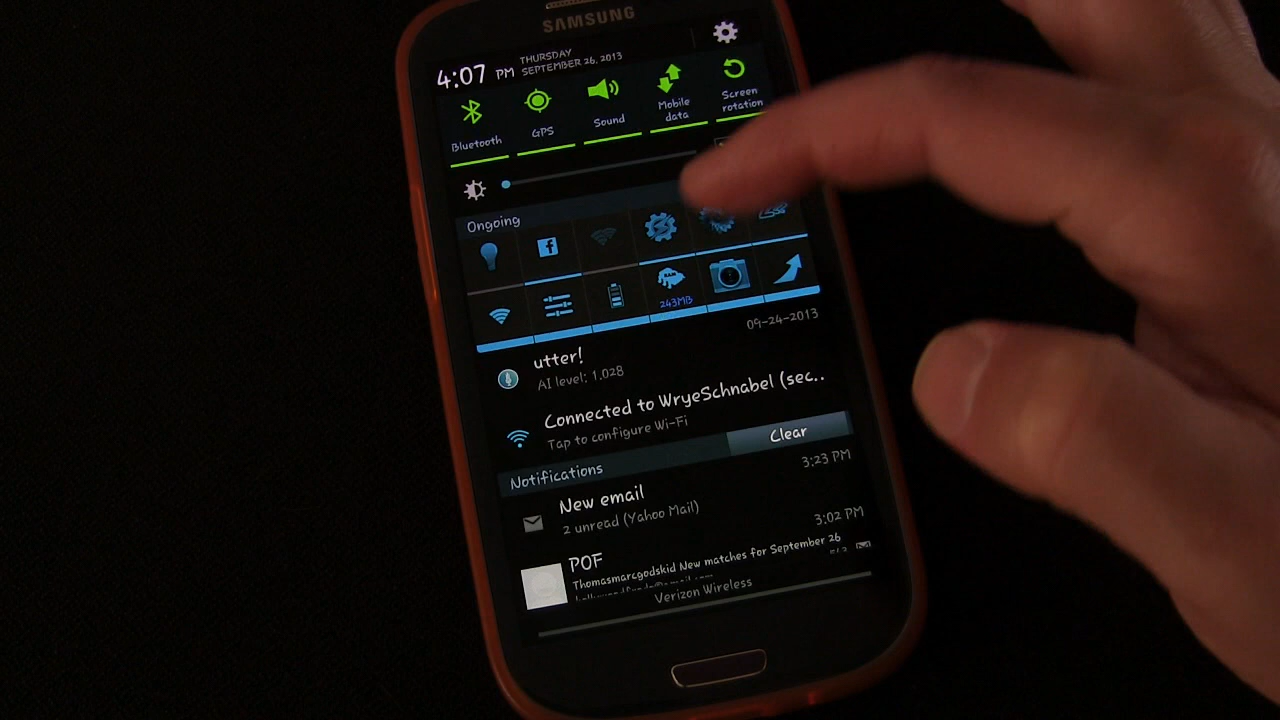 SAMSUNG
4:07 PM THURSDAY
SEPTEMBER 26, 2013
Bluetooth
GPS
Sound
Mobile
data
Screen
rotation
Ongoing
f
RAM
243MB
09-24-2013
utter!
AI level: 1.028
Connected to WryeSchnabel (sec..
Tap to configure Wi-Fi
Notifications
Clear
3:23 PM
New email
2 unread (Yahoo Mail)
3:02 PM
POF
Thomasmarcgodskid New matches for September 26
Verizon Wireless